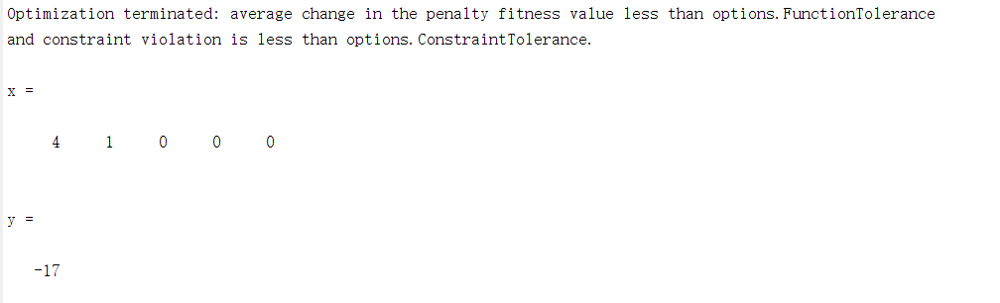 Optimization terminated: average change in the penalty fitness value less than options.FunctionTolerance
and constraint violation is less than options.ConstraintTolerance.
x =
4 1 0 0 0
y =
-17